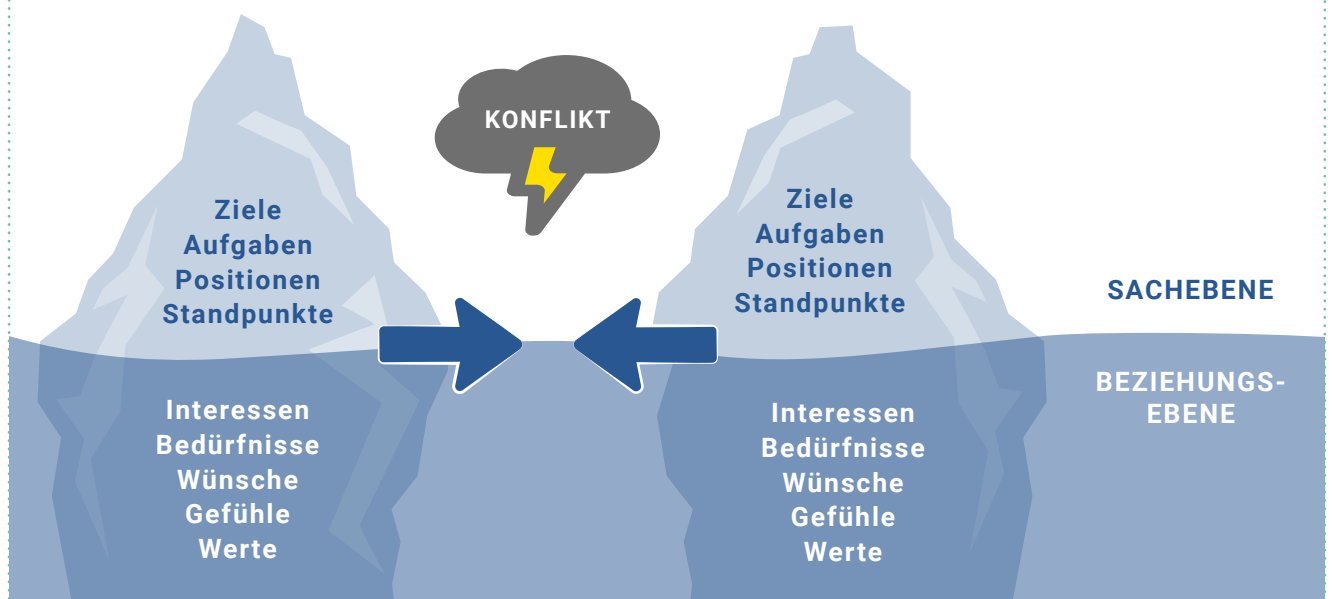 KONFLIKT
Ziele
Aufgaben
Positionen
Standpunkte
Ziele
Aufgaben
Positionen
Standpunkte
SACHEBENE
BEZIEHUNGS-
EBENE
Interessen
Bedürfnisse
Wünsche
Gefühle
Werte
Interessen
Bedürfnisse
Wünsche
Gefühle
Werte